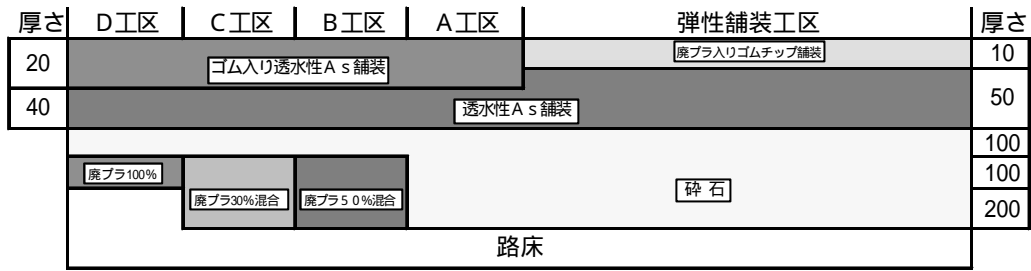 厚さ D工区 C工区 B工区 A工区 弾性舗装工区 厚さ
20 ゴム入り透水性As舗装 廃プラ入りゴムチップ舗装 10
40 透水性As舗装 50
100
廃プラ100% 100
廃プラ30%混合 廃プラ50%混合 砕石 200
路床